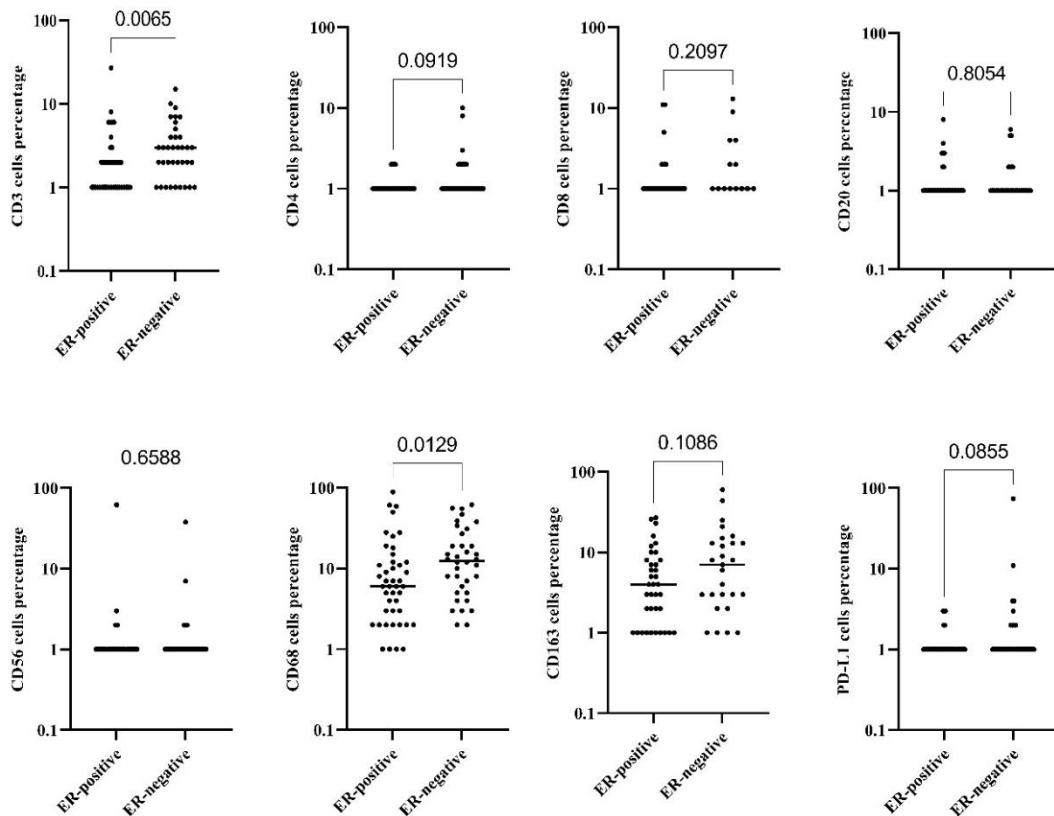 0.0065
CD3 cells percentage
100
10
1
0.1
ER-positive
ER-negative
0.0919
CD4 cells percentage
100
10
1
0.1
ER-positive
ER-negative
0.2097
CD8 cells percentage
100
10
1
0.1
ER-positive
ER-negative
0.8054
CD20 cells percentage
100
10
1
0.1
ER-positive
ER-negative
0.6588
CD56 cells percentage
100
10
1
0.1
ER-positive
ER-negative
0.0129
CD68 cells percentage
100
10
1
0.1
ER-positive
ER-negative
0.1086
CD163 cells percentage
100
10
1
0.1
ER-positive
ER-negative
0.0855
PD-L1 cells percentage
100
10
1
0.1
ER-positive
ER-negative